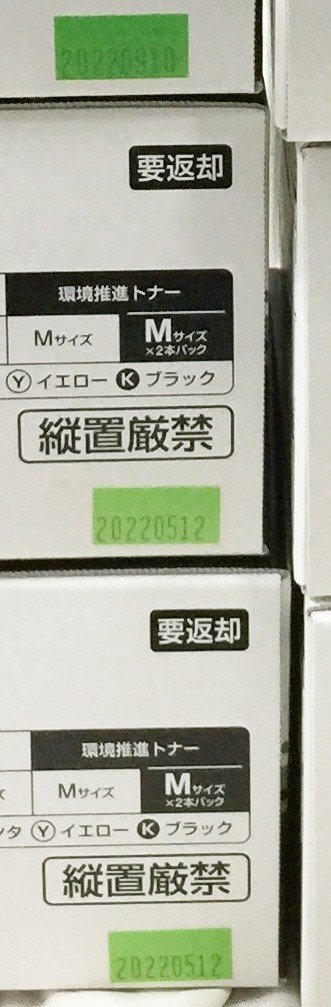 20220910
要返却
環境推進トナー
Mサイズ
Mサイズ
×2本パック
Ⓨイエロー🅚ブラック
縦置厳禁
20220512
要返却
環境推進トナー
Mサイズ
Mサイズ
×2本パック
Ⓨイエロー🅚ブラック
縦置厳禁
20220512